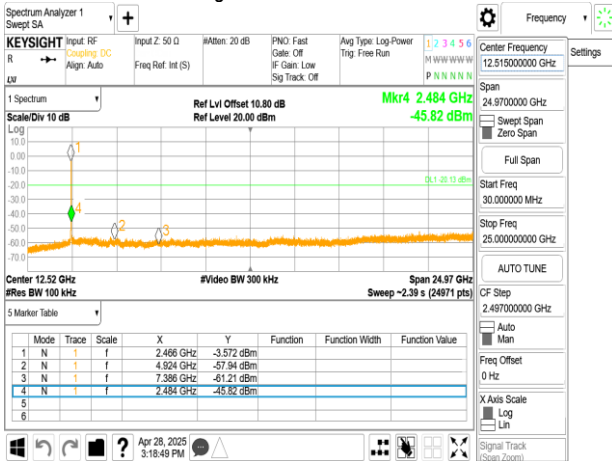 Spectrum Analyzer 1
Swept SA
Frequency
KEYSIGHT
R
LXI
Input: RF
Coupling: DC
Align: Auto
Input Z: 50 Ω
Freq Ref: Int (S)
#Atten: 20 dB
PNO: Fast
Gate: Off
IF Gain: Low
Sig Track: Off
Avg Type: Log-Power
Trig: Free Run
1 2 3 4 5 6
M W W W W W
P N N N N N
1 Spectrum
Scale/Div 10 dB
Log
Ref Lvl Offset 10.80 dB
Ref Level 20.00 dBm
Mkr4 2.484 GHz
-45.82 dBm
10.0
0.00
-10.0
-20.0
-30.0
-40.0
-50.0
-60.0
-70.0
1
4
2
3
DL1 -20.13 dBm
Center 12.52 GHz
#Video BW 300 kHz
Span 24.97 GHz
#Res BW 100 kHz
Sweep ~2.39 s (24971 pts)
5 Marker Table
Mode Trace Scale X Y Function Function Width Function Value
1 N 1 f 2.466 GHz -3.572 dBm
2 N 1 f 4.924 GHz -57.94 dBm
3 N 1 f 7.386 GHz -61.21 dBm
4 N 1 f 2.484 GHz -45.82 dBm
5
6
Apr 28, 2025
3:18:49 PM
?
Center Frequency
12.515000000 GHz
Settings
Span
24.9700000 GHz
Swept Span
Zero Span
Full Span
Start Freq
30.000000 MHz
Stop Freq
25.000000000 GHz
AUTO TUNE
CF Step
2.497000000 GHz
Auto
Man
Freq Offset
0 Hz
X Axis Scale
Log
Lin
Signal Track
(Span Zoom)